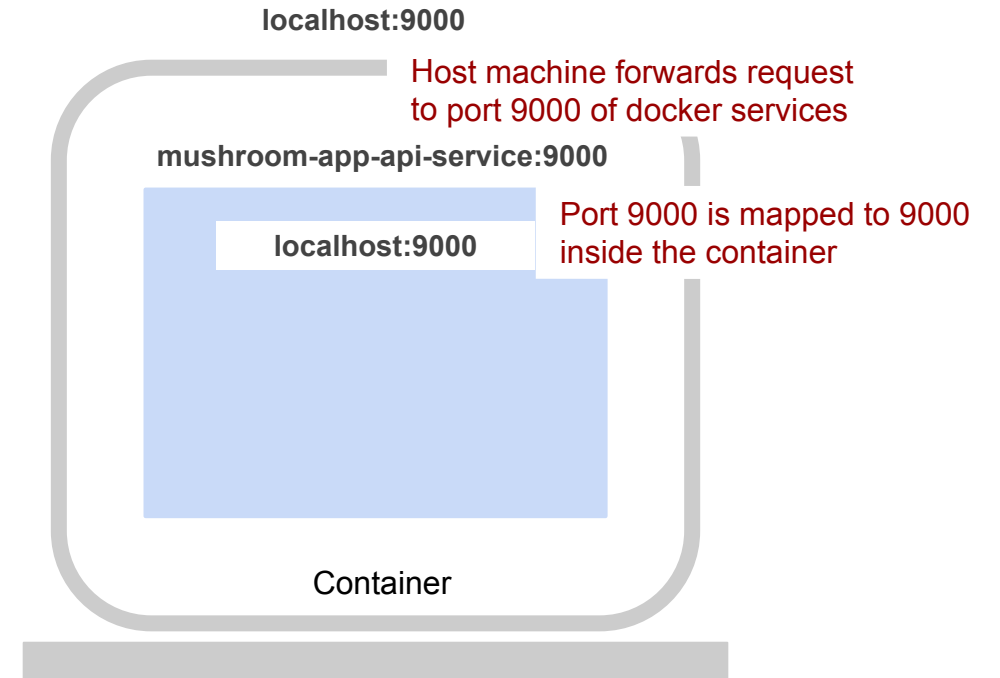 localhost:9000
Host machine forwards request
to port 9000 of docker services
mushroom-app-api-service:9000
Port 9000 is mapped to 9000
inside the container
localhost:9000
Container